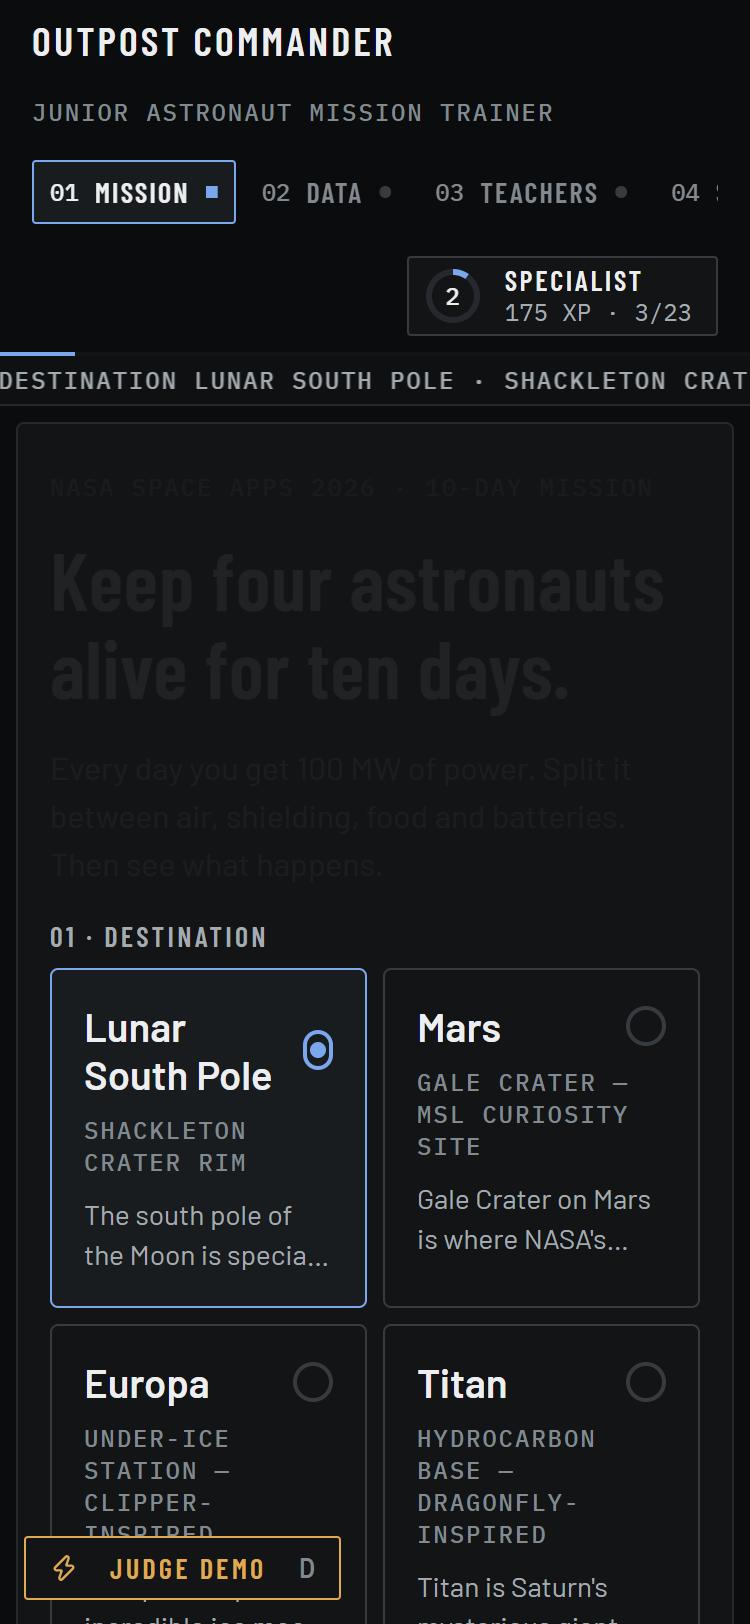 OUTPOST COMMANDER
JUNIOR ASTRONAUT MISSION TRAINER
01 MISSION 02 DATA 03 TEACHERS 04
2 SPECIALIST
175 XP · 3/23
DESTINATION LUNAR SOUTH POLE · SHACKLETON CRAT
NASA SPACE APPS 2026 · 10-DAY MISSION
Keep four astronauts
alive for ten days.
Every day you get 100 MW of power. Split it
between air, shielding, food and batteries.
Then see what happens.
01 · DESTINATION
Lunar
South Pole
SHACKLETON
CRATER RIM
The south pole of
the Moon is specia...
Mars
GALE CRATER —
MSL CURIOSITY
SITE
Gale Crater on Mars
is where NASA's...
Europa
UNDER-ICE
STATION —
CLIPPER-
INSPIRED
Titan
HYDROCARBON
BASE —
DRAGONFLY-
INSPIRED
Titan is Saturn's
JUDGE DEMO D